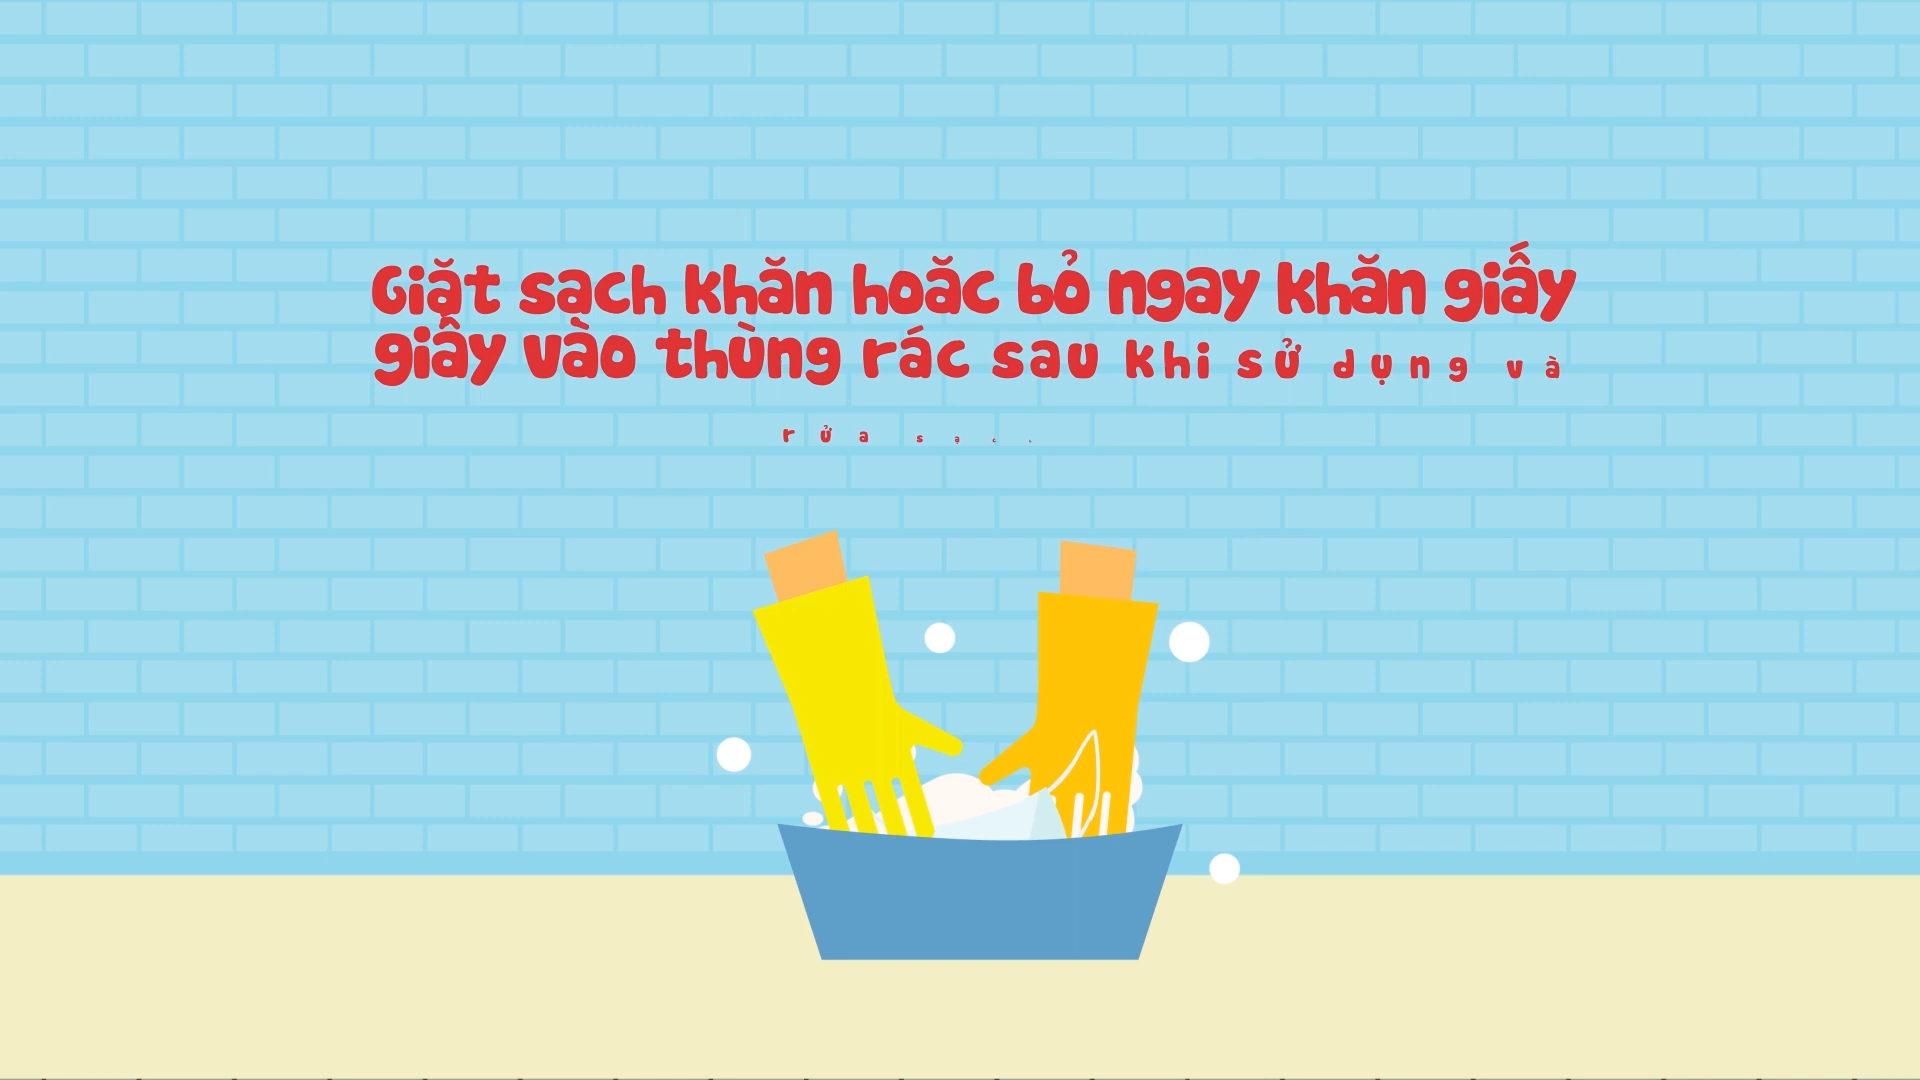 Giặt sạch khăn hoặc bỏ ngay khăn giấy
giấy vào thùng rác sau khi sử dụng và
rửa